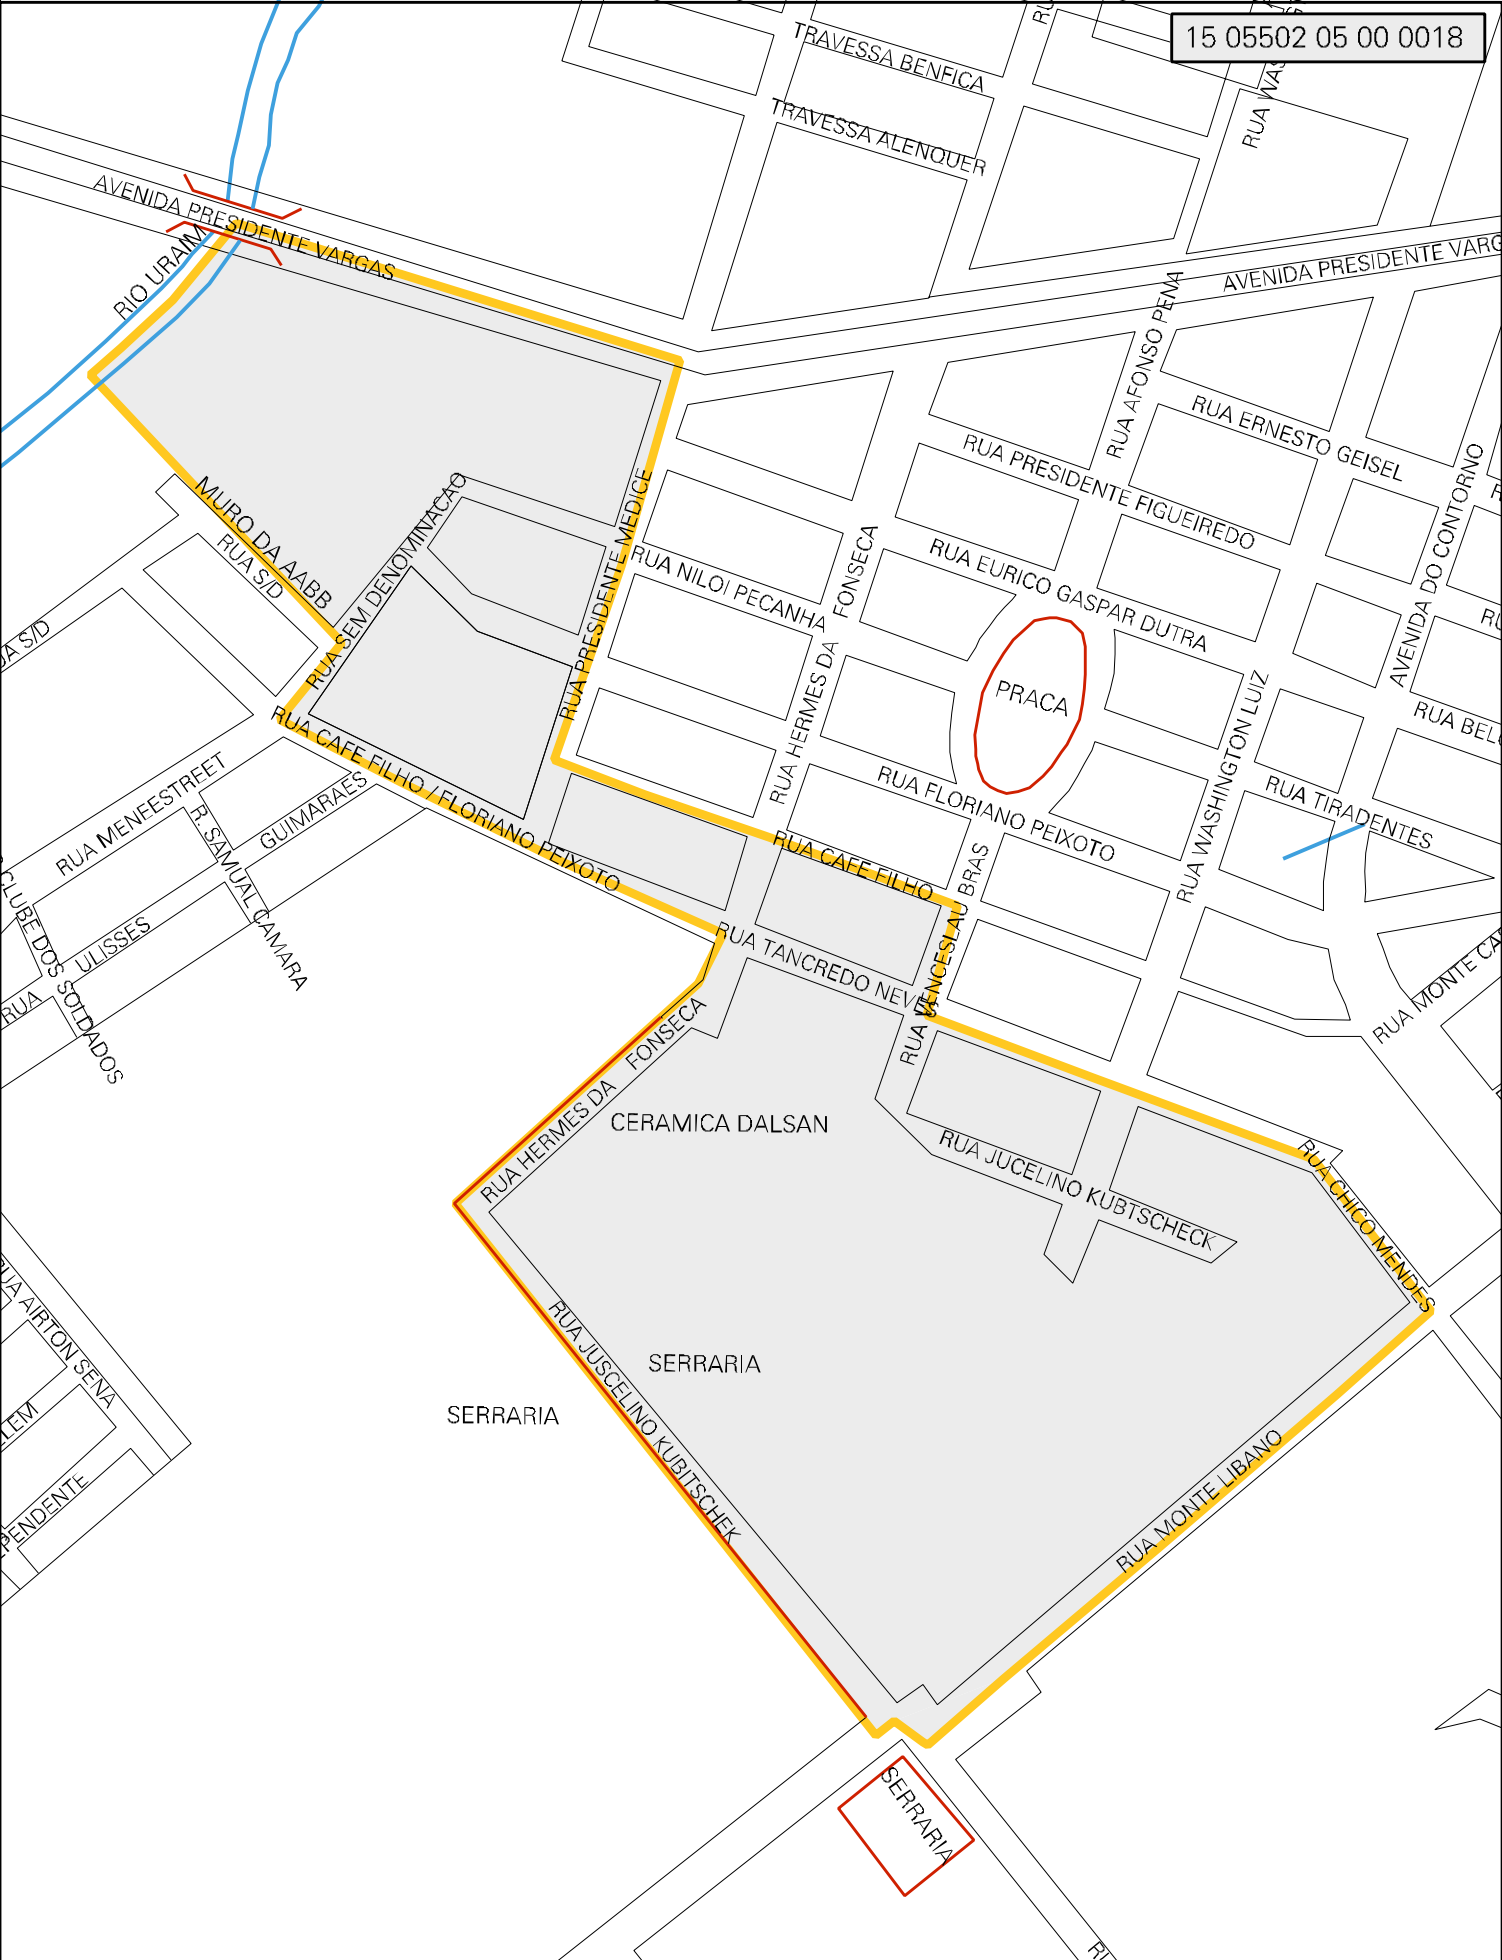 15 05502 05 00 0018
TRAVESSA BENFICA
TRAVESSA ALENQUER
AVENIDA PRESIDENTE VARGAS
RIO URAIM
AVENIDA PRESIDENTE VARG
RUA AFONSO PENA
RUA ERNESTO GEISEL
RUA PRESIDENTE FIGUEIREDO
AVENIDA DO CONTORNO
MURO DA AABB
RUA S/D
RUA SEM DENOMINACAO
RUA PRESIDENTE MEDICE
RUA NILOI PECANHA
RUA HERMES DA FONSECA
RUA EURICO GASPAR DUTRA
PRACA
RUA WASHINGTON LUIZ
RUA FLORIANO PEIXOTO
RUA TIRADENTES
RUA CAFE FILHO / FLORIANO PEIXOTO
RUA MENEESTREET
R. SAMUAL CAMARA
RUA ULISSES GUIMARAES
CLUBE DOS SOLDADOS
RUA CAFE FILHO
RUA VENCESLAU BRAS
RUA TANCREDO NEVES
RUA HERMES DA FONSECA
CERAMICA DALSAN
RUA JUCELINO KUBTSCHECK
RUA CHICO MENDES
RUA JUSCELINO KUBITSCHEK
SERRARIA
SERRARIA
RUA MONTE LIBANO
RUA AIRTON SENA
SERRARIA